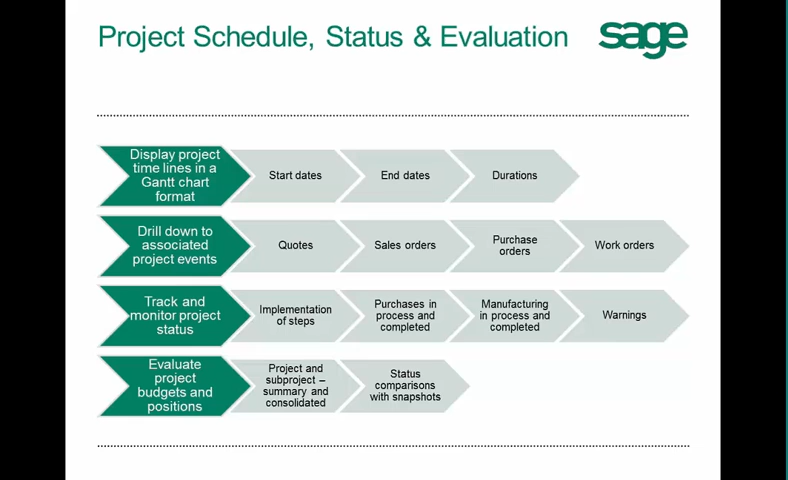 Project Schedule, Status & Evaluation
sage
Display project
time lines in a
Gantt chart
format
Start dates
End dates
Durations
Drill down to
associated
project events
Quotes
Sales orders
Purchase
orders
Work orders
Track and
monitor project
status
Implementation
of steps
Purchases in
process and
completed
Manufacturing
in process and
completed
Warnings
Evaluate
project
budgets and
positions
Project and
subproject –
summary and
consolidated
Status
comparisons
with snapshots